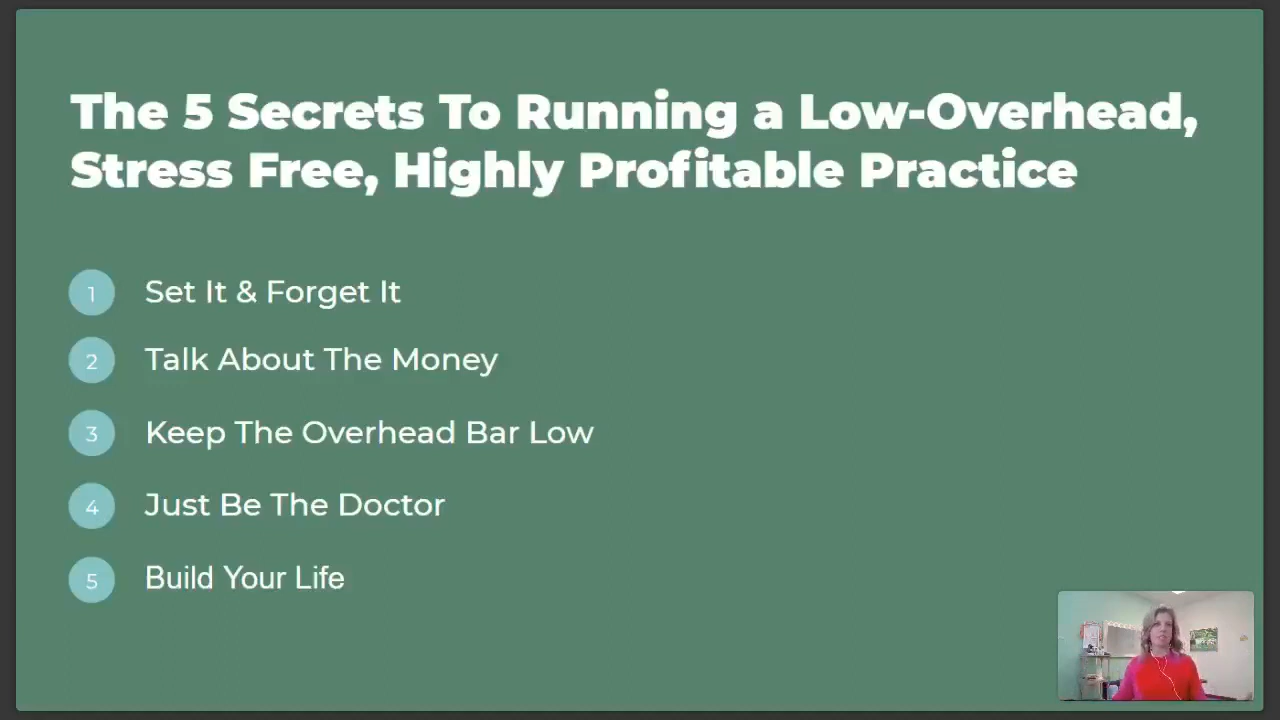 The 5 Secrets To Running a Low-Overhead,
Stress Free, Highly Profitable Practice
1 Set It & Forget It
2 Talk About The Money
3 Keep The Overhead Bar Low
4 Just Be The Doctor
5 Build Your Life